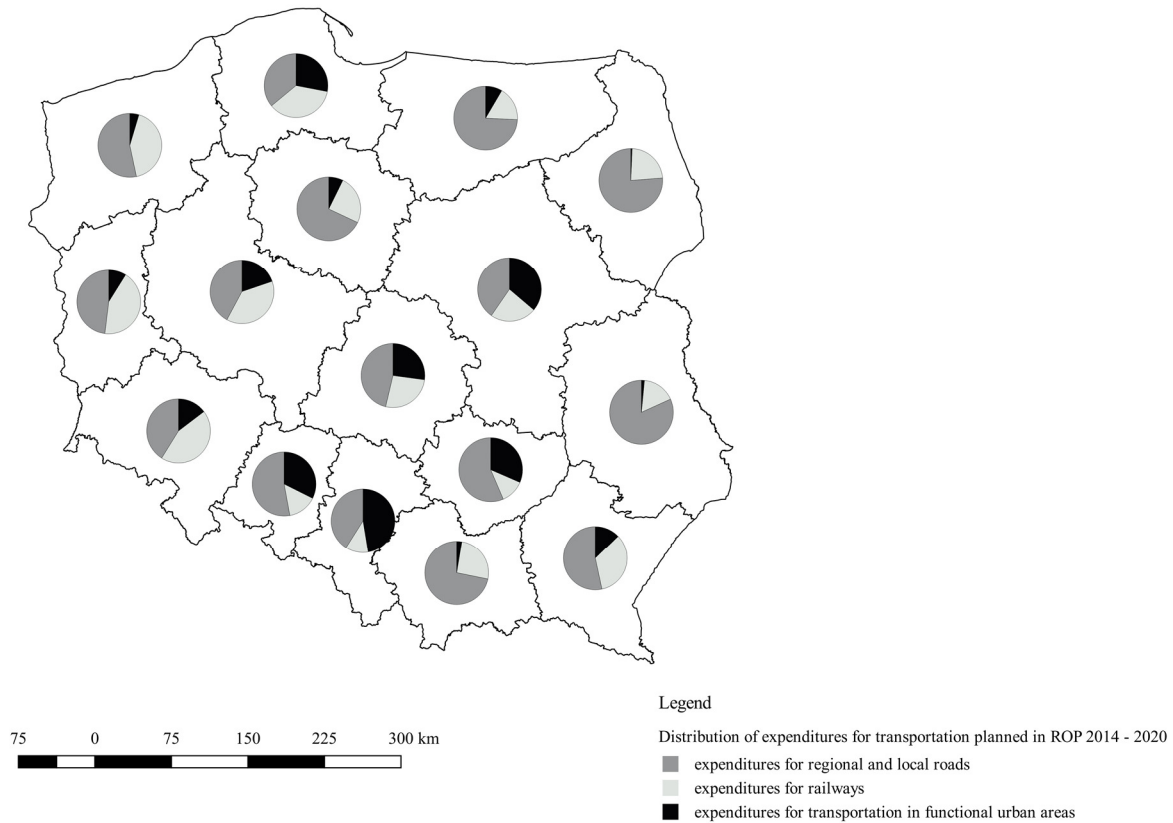 75 0 75 150 225 300 km
Legend
Distribution of expenditures for transportation planned in ROP 2014 - 2020
expenditures for regional and local roads
expenditures for railways
expenditures for transportation in functional urban areas